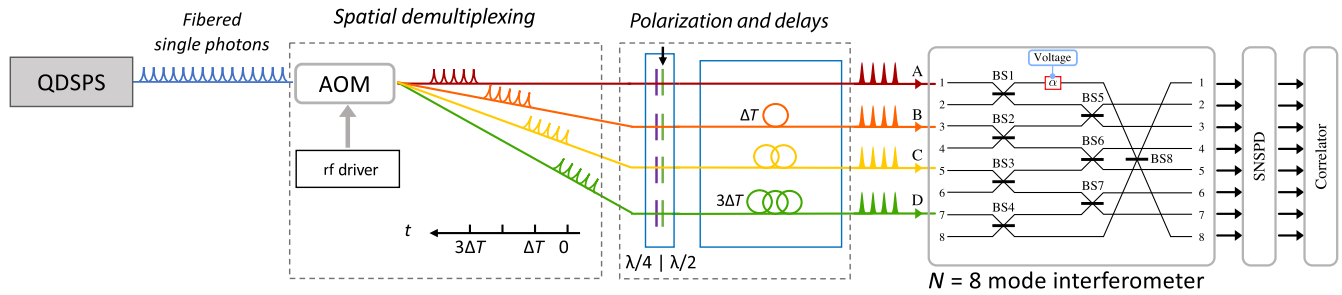 Fibered
single photons
QDSPS
Spatial demultiplexing
AOM
rf driver
t
3ΔT
ΔT
0
Polarization and delays
ΔT
3ΔT
λ/4 | λ/2
A
B
C
D
Voltage
α
1
2
3
4
5
6
7
8
BS1
BS2
BS3
BS4
BS5
BS6
BS7
BS8
1
2
3
4
5
6
7
8
N = 8 mode interferometer
SNSPD
Correlator